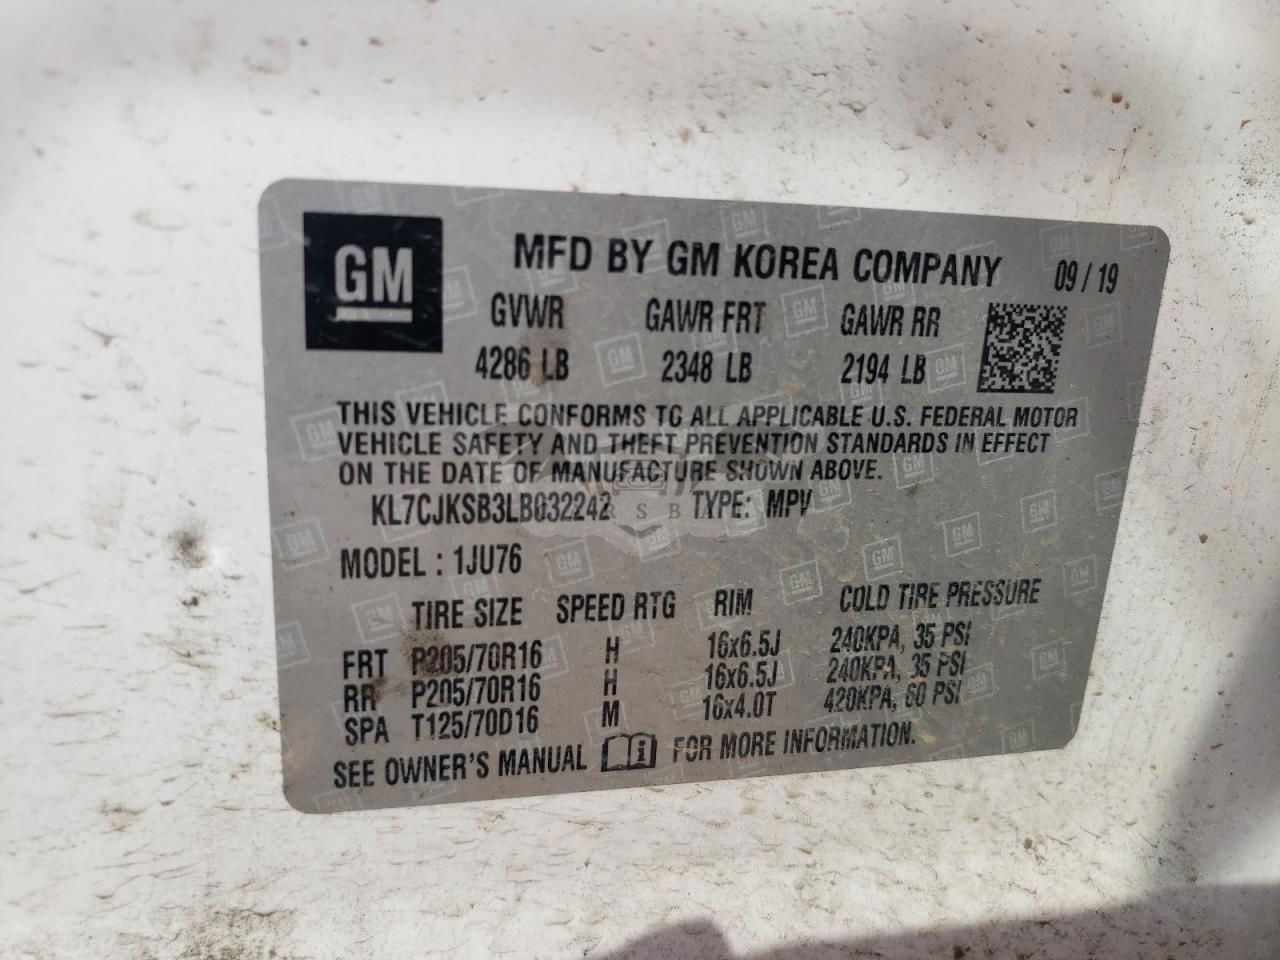 GM
MFD BY GM KOREA COMPANY 09 / 19
GVWR GAWR FRT GAWR RR
4286 LB 2348 LB 2194 LB
THIS VEHICLE CONFORMS TO ALL APPLICABLE U.S. FEDERAL MOTOR
VEHICLE SAFETY AND THEFT PREVENTION STANDARDS IN EFFECT
ON THE DATE OF MANUFACTURE SHOWN ABOVE.
KL7CJKSB3LB032242 TYPE: MPV
MODEL : 1JU76
TIRE SIZE SPEED RTG RIM COLD TIRE PRESSURE
FRT P205/70R16 H 16x6.5J 240KPA, 35 PSI
RR P205/70R16 H 16x6.5J 240KPA, 35 PSI
SPA T125/70D16 M 16x4.0T 420KPA, 60 PSI
SEE OWNER'S MANUAL FOR MORE INFORMATION.